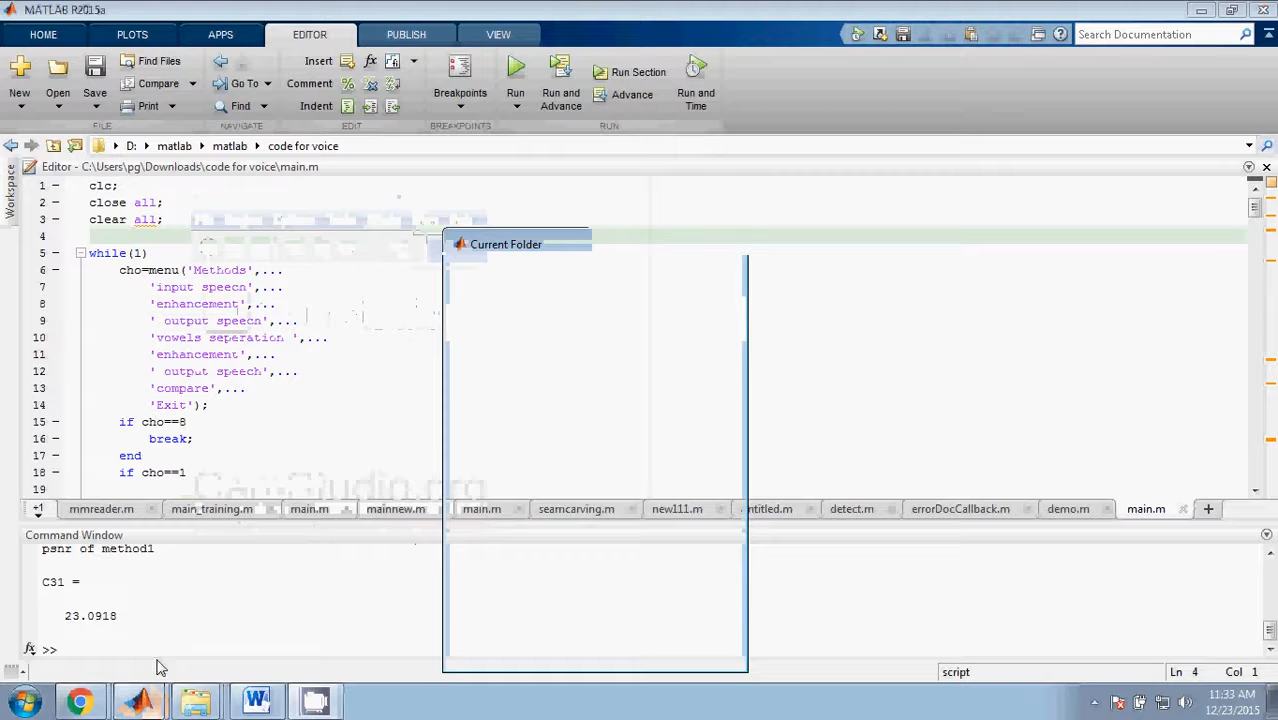 MATLAB R2015a
HOME PLOTS APPS EDITOR PUBLISH VIEW
Search Documentation
Find Files Insert fx
New Open Save Compare Go To Comment Breakpoints Run Run and Advance Run Section Run and Time
Print Find Indent Advance
FILE NAVIGATE EDIT BREAKPOINTS RUN
D: matlab matlab code for voice
Workspace
Editor - C:\Users\pg\Downloads\code for voice\main.m
1 clc;
2 close all;
3 clear all;
4
5 while(1)
6 cho=menu('Methods',...
7 'input speech',...
8 'enhancement',...
9 ' output speech',...
10 'vowels seperation ',...
11 'enhancement',...
12 ' output speech',...
13 'compare',...
14 'Exit');
15 if cho==8
16 break;
17 end
18 if cho==1
19
Current Folder
+1 mmreader.m main_training.m main.m mainnew.m main.m seamcarving.m new111.m detect.m errorDocCallback.m demo.m main.m
Command Window
psnr of method1
C31 =
23.0918
fx >>
script Ln 4 Col 1
11:33 AM
12/23/2015